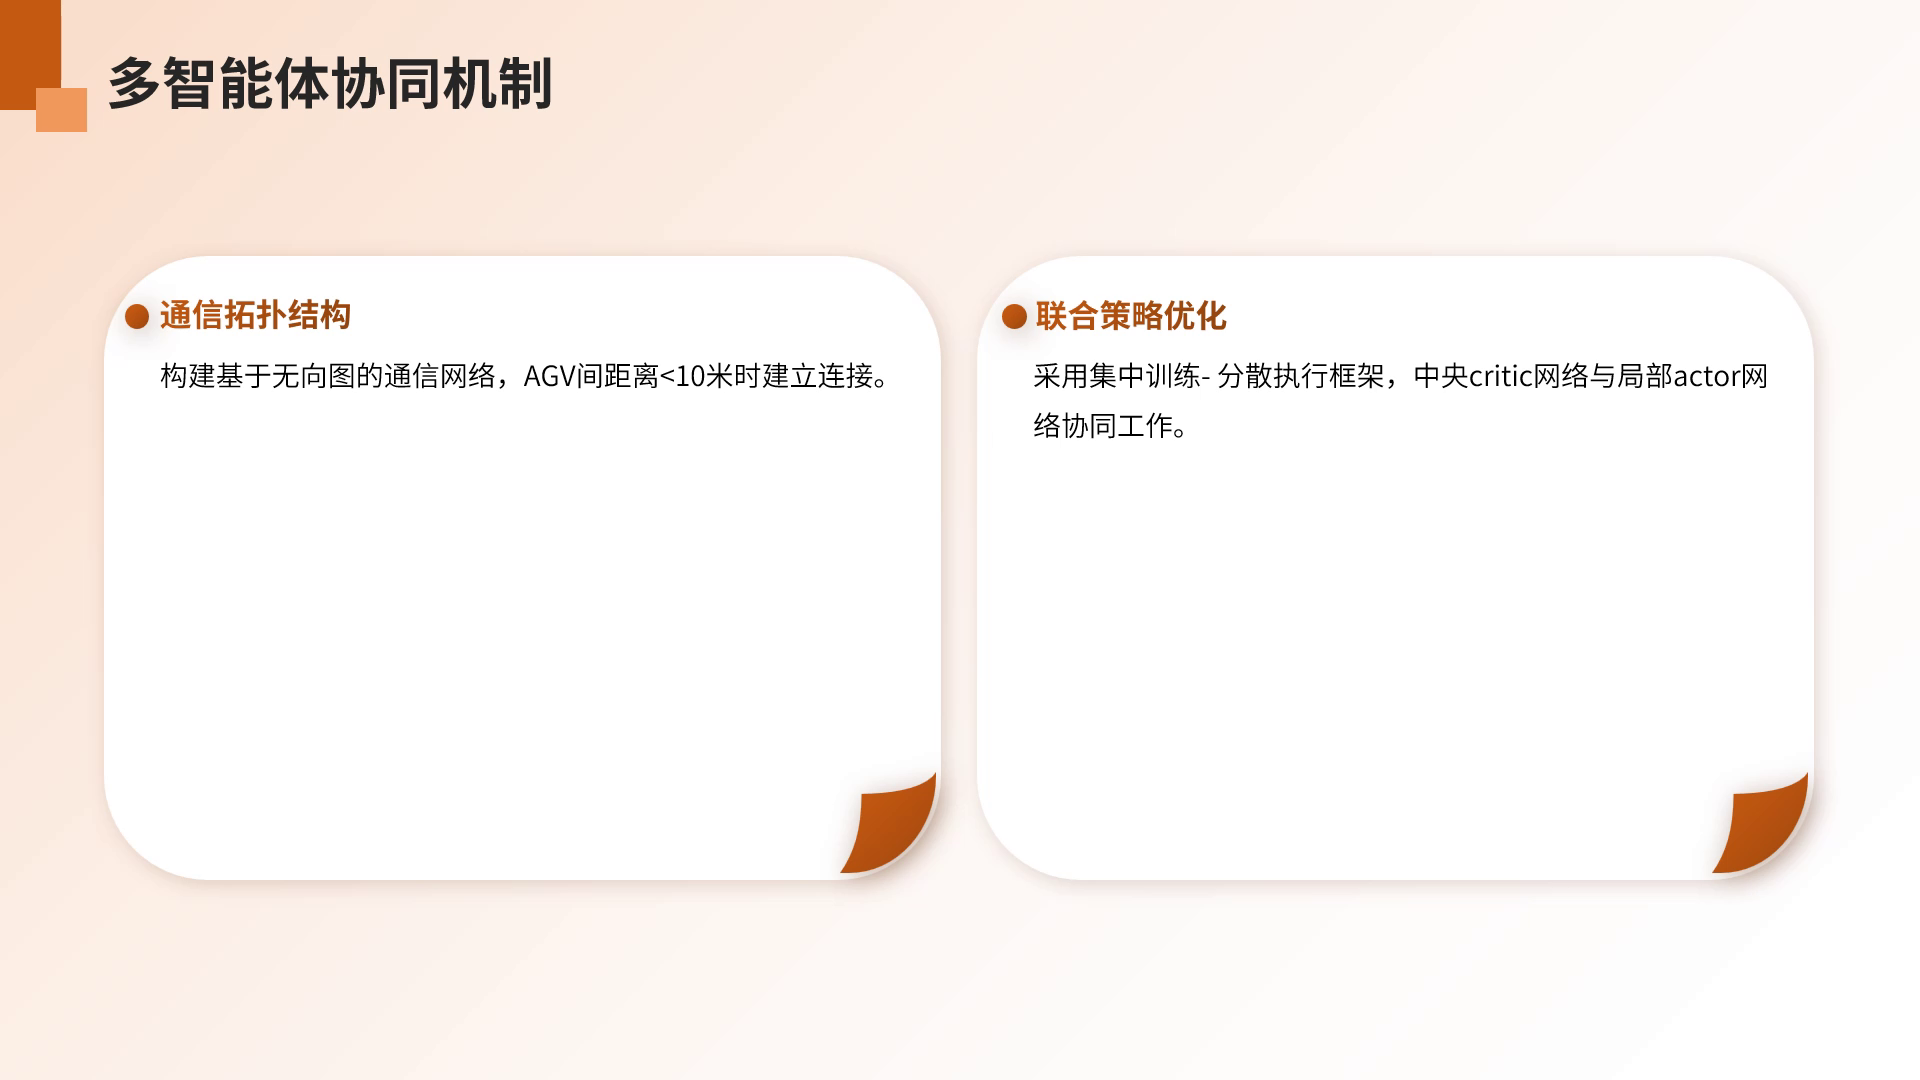 多智能体协同机制
通信拓扑结构
构建基于无向图的通信网络，AGV间距离<10米时建立连接。
联合策略优化
采用集中训练- 分散执行框架，中央critic网络与局部actor网
络协同工作。